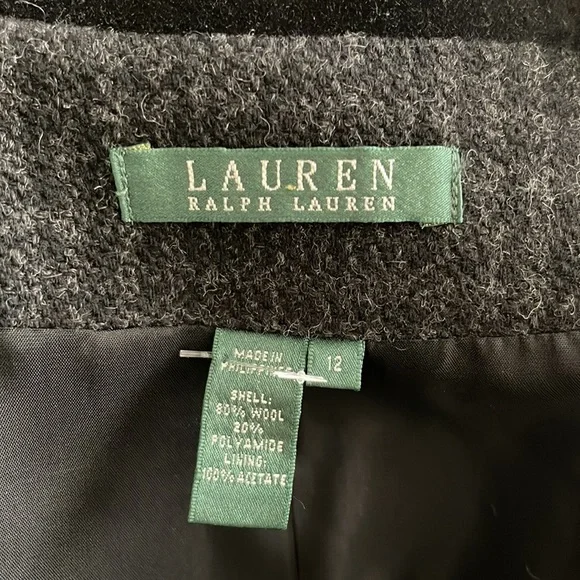 LAUREN
RALPH LAUREN
MADE IN
PHILIPPINES
12
SHELL:
80% WOOL
20%
POLYAMIDE
LINING:
100% ACETATE